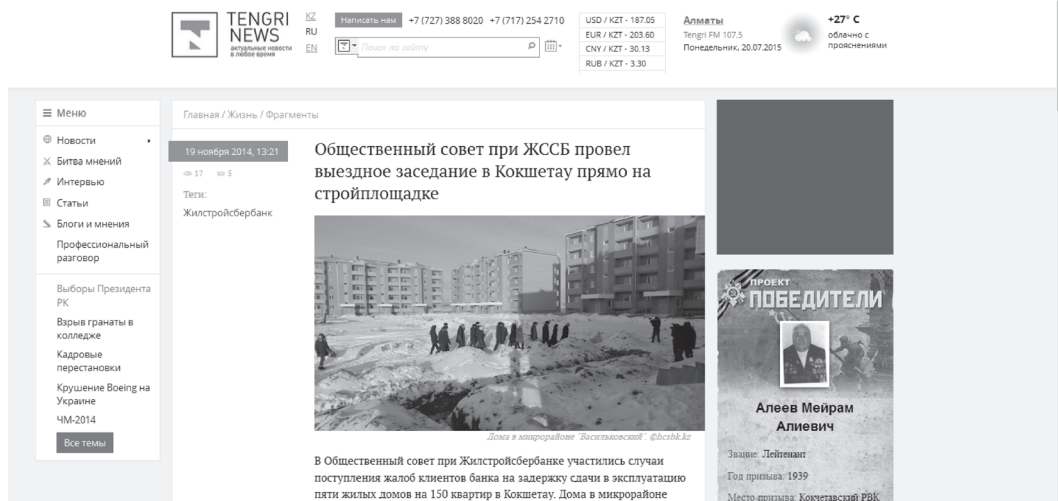 TENGRI
NEWS
актуальные новости
в любое время
KZ
RU
EN
Написать нам +7 (727) 388 8020 +7 (717) 254 2710
Поиск по сайту
USD / KZT - 187.05
EUR / KZT - 203.60
CNY / KZT - 30.13
RUB / KZT - 3.30
Алматы
Tengri FM 107.5
Понедельник, 20.07.2015
+27° C
облачно с
прояснениями
Меню
Новости
Битва мнений
Интервью
Статьи
Блоги и мнения
Профессиональный
разговор
Выборы Президента
РК
Взрыв гранаты в
колледже
Кадровые
перестановки
Крушение Boeing на
Украине
ЧМ-2014
Все темы
Главная / Жизнь / Фрагменты
19 ноября 2014, 13:21
17 5
Теги:
Жилстройсбербанк
Общественный совет при ЖССБ провел
выездное заседание в Кокшетау прямо на
стройплощадке
Дома в микрорайоне "Васильковский". ©hcsbk.kz
В Общественный совет при Жилстройсбербанке участились случаи
поступления жалоб клиентов банка на задержку сдачи в эксплуатацию
пяти жилых домов на 150 квартир в Кокшетау. Дома в микрорайоне
ПРОЕКТ
ПОБЕДИТЕЛИ
Алеев Мейрам
Алиевич
Звание: Лейтенант
Год призыва: 1939
Место призыва: Кокчетавский РВК